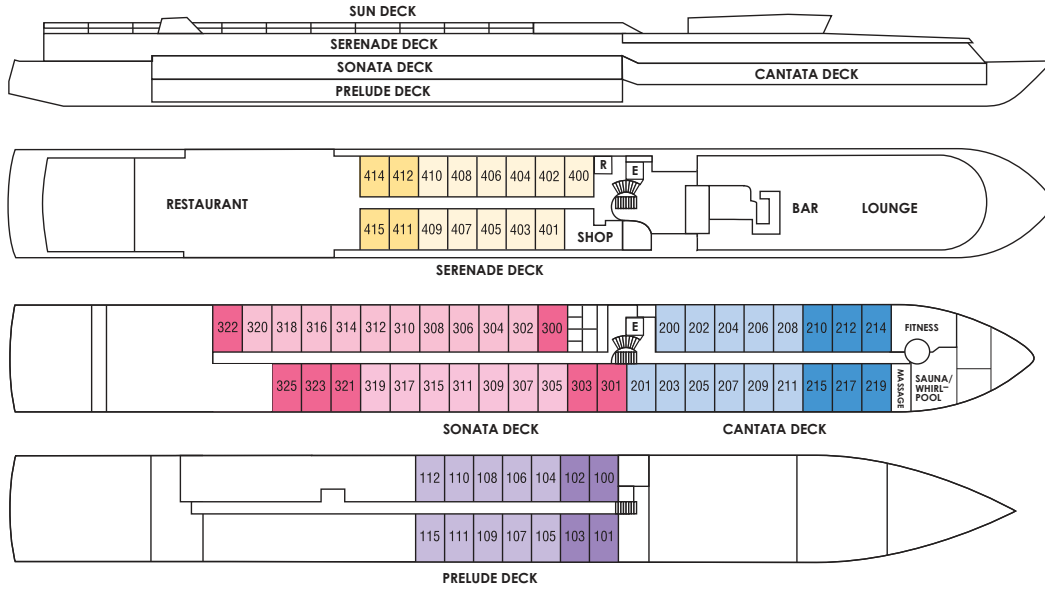 SUN DECK
SERENADE DECK
SONATA DECK
CANTATA DECK
PRELUDE DECK
414 412 410 408 406 404 402 400 R E
RESTAURANT
BAR LOUNGE
415 411 409 407 405 403 401 SHOP
SERENADE DECK
322 320 318 316 314 312 310 308 306 304 302 300 E 200 202 204 206 208 210 212 214 FITNESS
325 323 321 319 317 315 311 309 307 305 303 301 201 203 205 207 209 211 215 217 219 MASSAGE
SAUNA/
WHIRL-
POOL
SONATA DECK CANTATA DECK
112 110 108 106 104 102 100
115 111 109 107 105 103 101
PRELUDE DECK